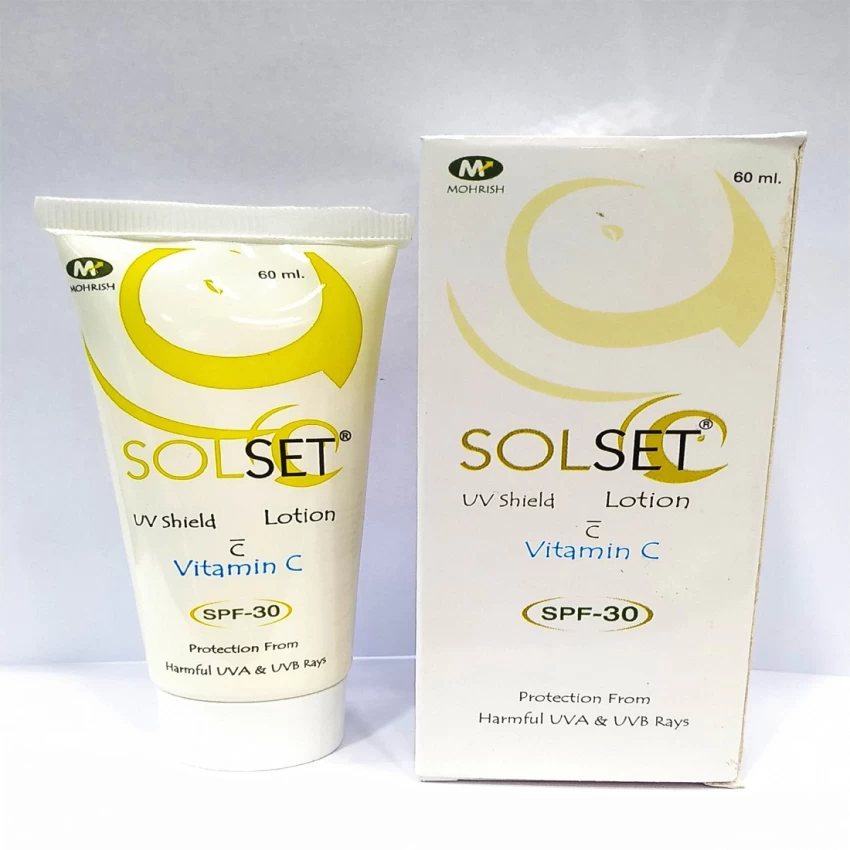 MOHRISH
60 ml.
SOLSET®
UV Shield Lotion
c̅
Vitamin C
SPF-30
Protection From
Harmful UVA & UVB Rays
MOHRISH
60 ml.
SOLSET®
UV Shield Lotion
c̅
Vitamin C
SPF-30
Protection From
Harmful UVA & UVB Rays